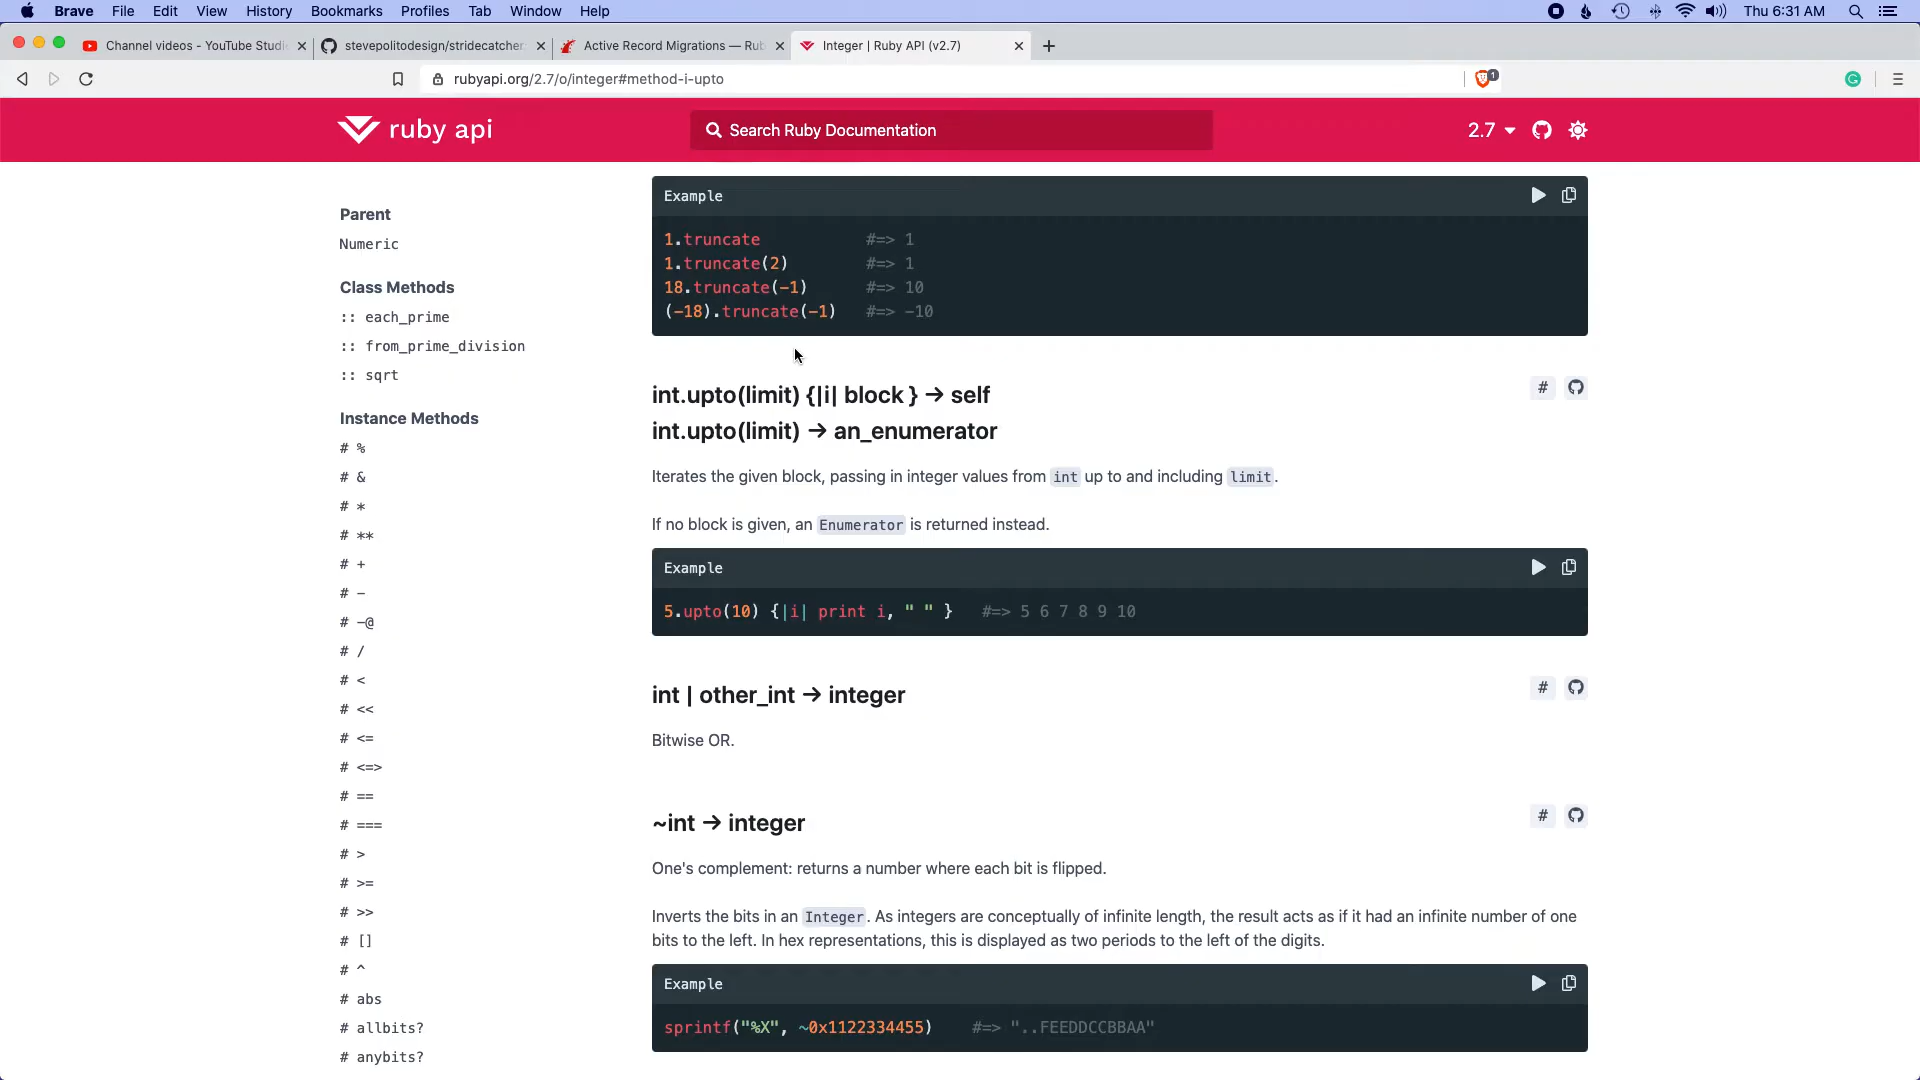 Brave File Edit View History Bookmarks Profiles Tab Window Help Thu 6:31 AM
Channel videos - YouTube Studi
stevepolitodesign/stridecatcher
Active Record Migrations — Rub
Integer | Ruby API (v2.7)
rubyapi.org/2.7/o/integer#method-i-upto
1
ruby api
Search Ruby Documentation
2.7
Parent
Numeric
Class Methods
:: each_prime
:: from_prime_division
:: sqrt
Instance Methods
# %
# &
# *
# **
# +
# -
# -@
# /
# <
# <<
# <=
# <=>
# ==
# ===
# >
# >=
# >>
# []
# ^
# abs
# allbits?
# anybits?
Example
1.truncate #=> 1
1.truncate(2) #=> 1
18.truncate(-1) #=> 10
(-18).truncate(-1) #=> -10
int.upto(limit) {|i| block } → self
int.upto(limit) → an_enumerator
#
Iterates the given block, passing in integer values from int up to and including limit.
If no block is given, an Enumerator is returned instead.
Example
5.upto(10) {|i| print i, " " } #=> 5 6 7 8 9 10
int | other_int → integer
#
Bitwise OR.
~int → integer
#
One's complement: returns a number where each bit is flipped.
Inverts the bits in an Integer. As integers are conceptually of infinite length, the result acts as if it had an infinite number of one
bits to the left. In hex representations, this is displayed as two periods to the left of the digits.
Example
sprintf("%X", ~0x1122334455) #=> "..FEEDDCCBBAA"